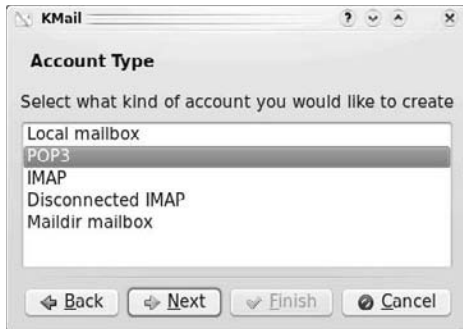 KMail
Account Type
Select what kind of account you would like to create
Local mailbox
POP3
IMAP
Disconnected IMAP
Maildir mailbox
Back Next Finish Cancel